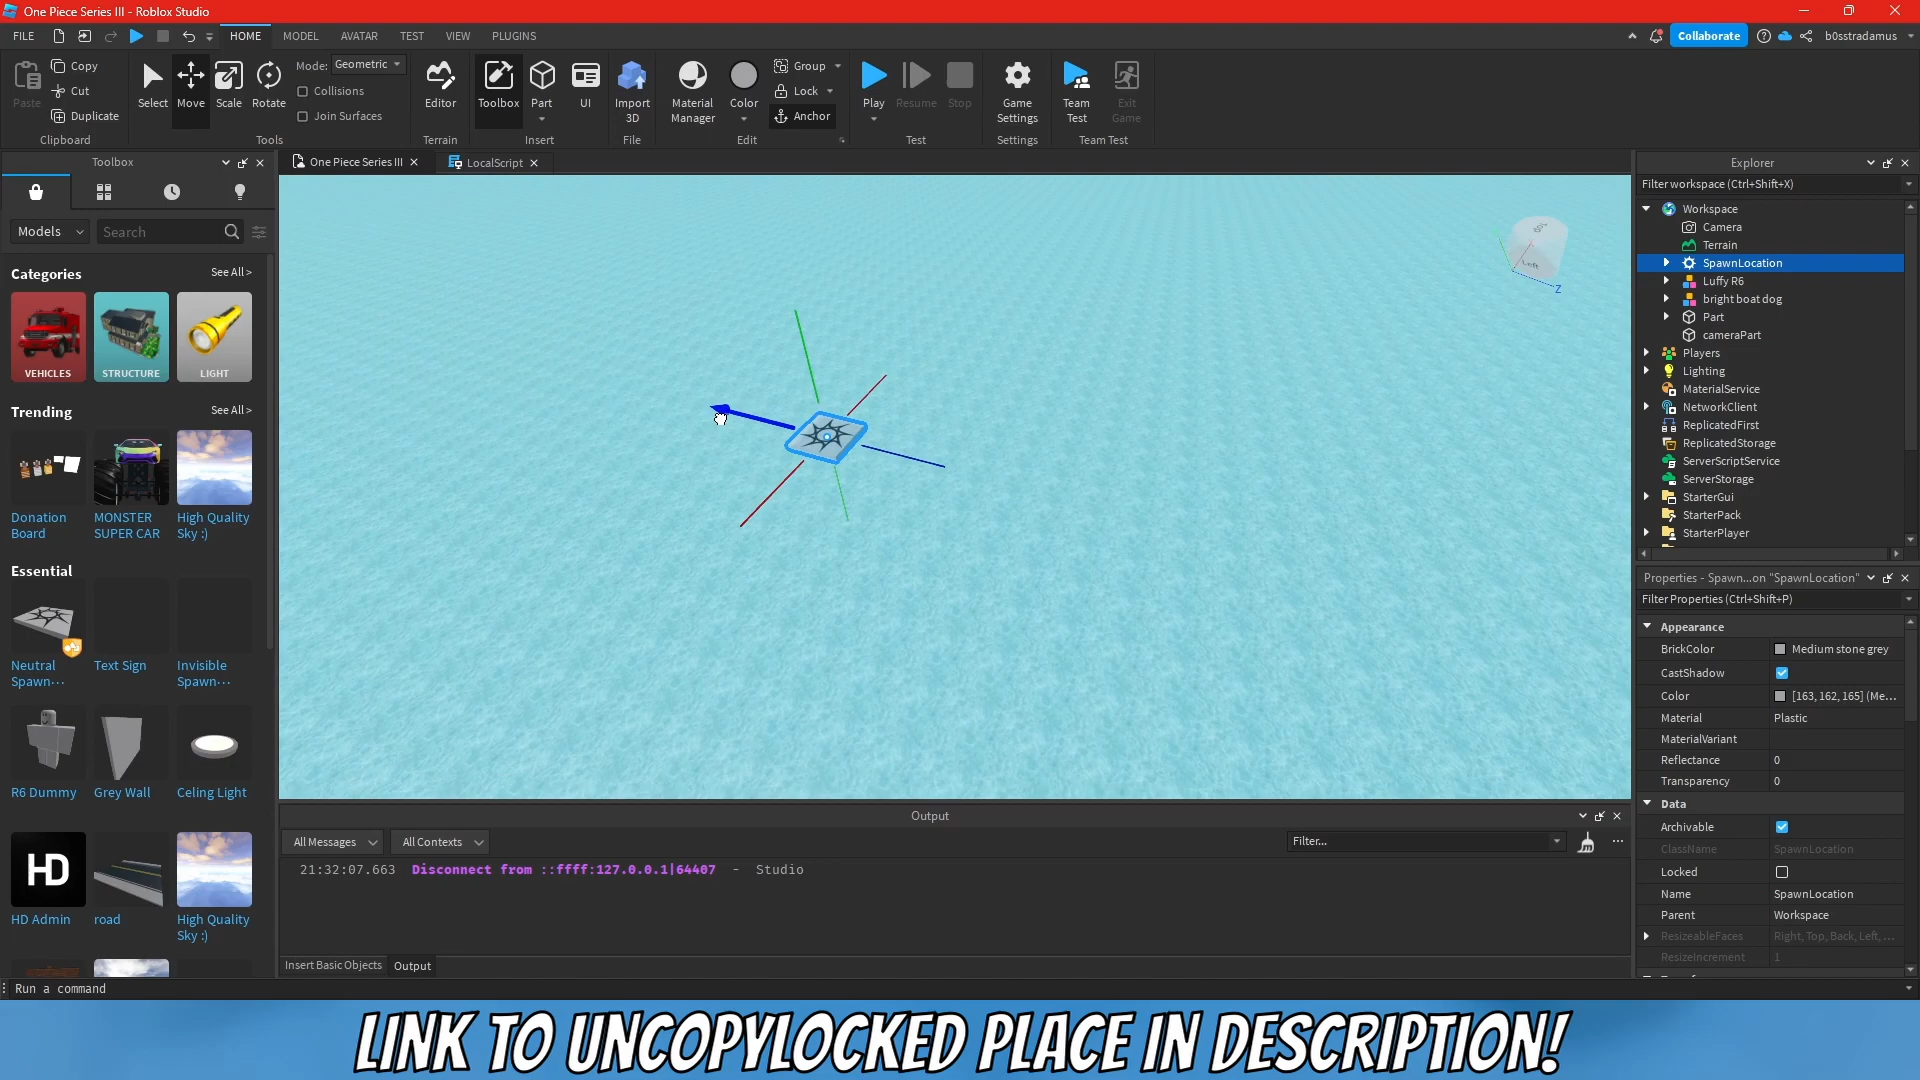 One Piece Series III - Roblox Studio
FILE HOME MODEL AVATAR TEST VIEW PLUGINS Collaborate b0sstradamus
Paste Copy Cut Duplicate Clipboard
Select Move Scale Rotate Mode: Geometric Collisions Join Surfaces Tools
Editor Terrain
Toolbox Part UI Insert
Import 3D File
Material Manager Color Group Lock Anchor Edit
Play Resume Stop Test
Game Settings Settings
Team Test Exit Game Team Test
Toolbox
Models Search
Categories See All >
VEHICLES STRUCTURE LIGHT
Trending See All >
Donation Board
MONSTER SUPER CAR
High Quality Sky :)
Essential
Neutral Spawn...
Text Sign
Invisible Spawn...
R6 Dummy Grey Wall Celing Light
HD
HD Admin road High Quality Sky :)
One Piece Series III LocalScript
Left
Z
Output
All Messages All Contexts Filter...
21:32:07.663 Disconnect from ::ffff:127.0.0.1|64407 - Studio
Insert Basic Objects Output
Run a command
Explorer
Filter workspace (Ctrl+Shift+X)
Workspace
Camera
Terrain
SpawnLocation
Luffy R6
bright boat dog
Part
cameraPart
Players
Lighting
MaterialService
NetworkClient
ReplicatedFirst
ReplicatedStorage
ServerScriptService
ServerStorage
StarterGui
StarterPack
StarterPlayer
Properties - Spawn...on "SpawnLocation"
Filter Properties (Ctrl+Shift+P)
Appearance
BrickColor Medium stone grey
CastShadow
Color [163, 162, 165] (Me...
Material Plastic
MaterialVariant
Reflectance 0
Transparency 0
Data
Archivable
ClassName SpawnLocation
Locked
Name SpawnLocation
Parent Workspace
ResizeableFaces Right, Top, Back, Left, ...
ResizeIncrement 1
LINK TO UNCOPYLOCKED PLACE IN DESCRIPTION!